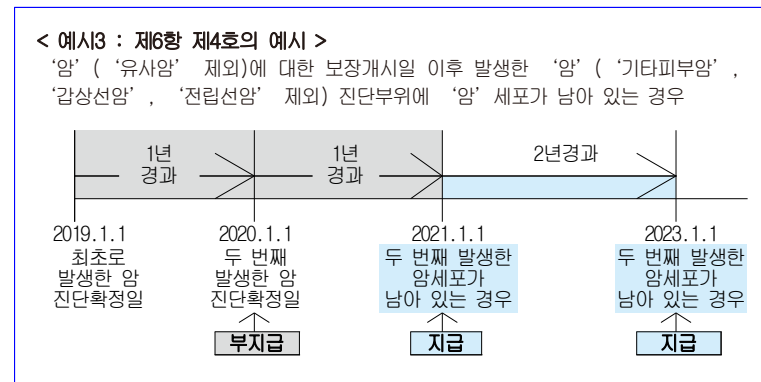 < 예시3 : 제6항 제4호의 예시 >
‘암’ ( ‘유사암’ 제외)에 대한 보장개시일 이후 발생한 ‘암’ ( ‘기타피부암’ ,
‘갑상선암’ , ‘전립선암’ 제외) 진단부위에 ‘암’ 세포가 남아 있는 경우
1년
경과
1년
경과
2년경과
2019.1.1
최초로
발생한 암
진단확정일
2020.1.1
두 번째
발생한 암
진단확정일
부지급
2021.1.1
두 번째 발생한
암세포가
남아 있는 경우
지급
2023.1.1
두 번째 발생한
암세포가
남아 있는 경우
지급